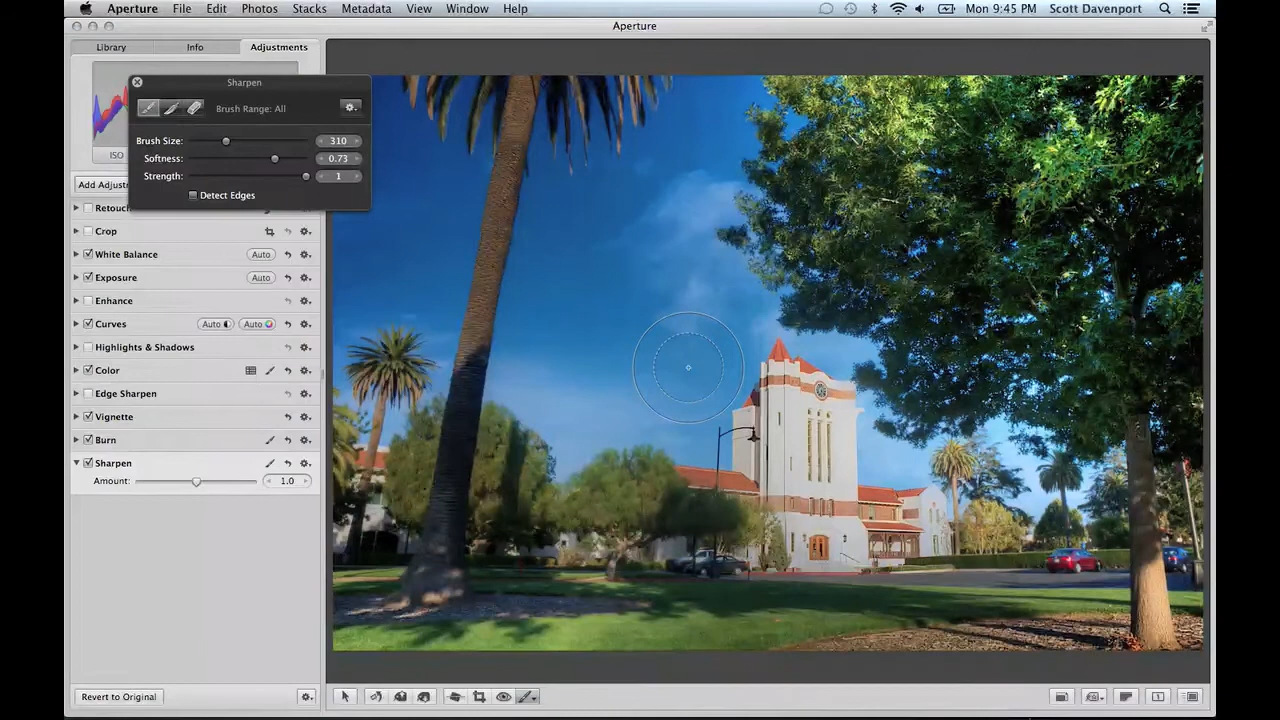 Aperture File Edit Photos Stacks Metadata View Window Help Mon 9:45 PM Scott Davenport
Aperture
Library Info Adjustments
Sharpen
Brush Range: All
Brush Size: 310
Softness: 0.73
Strength: 1
Detect Edges
ISO
Add Adjustm
Retouch
Crop
White Balance Auto
Exposure Auto
Enhance
Curves Auto Auto
Highlights & Shadows
Color
Edge Sharpen
Vignette
Burn
Sharpen
Amount: 1.0
Revert to Original
1